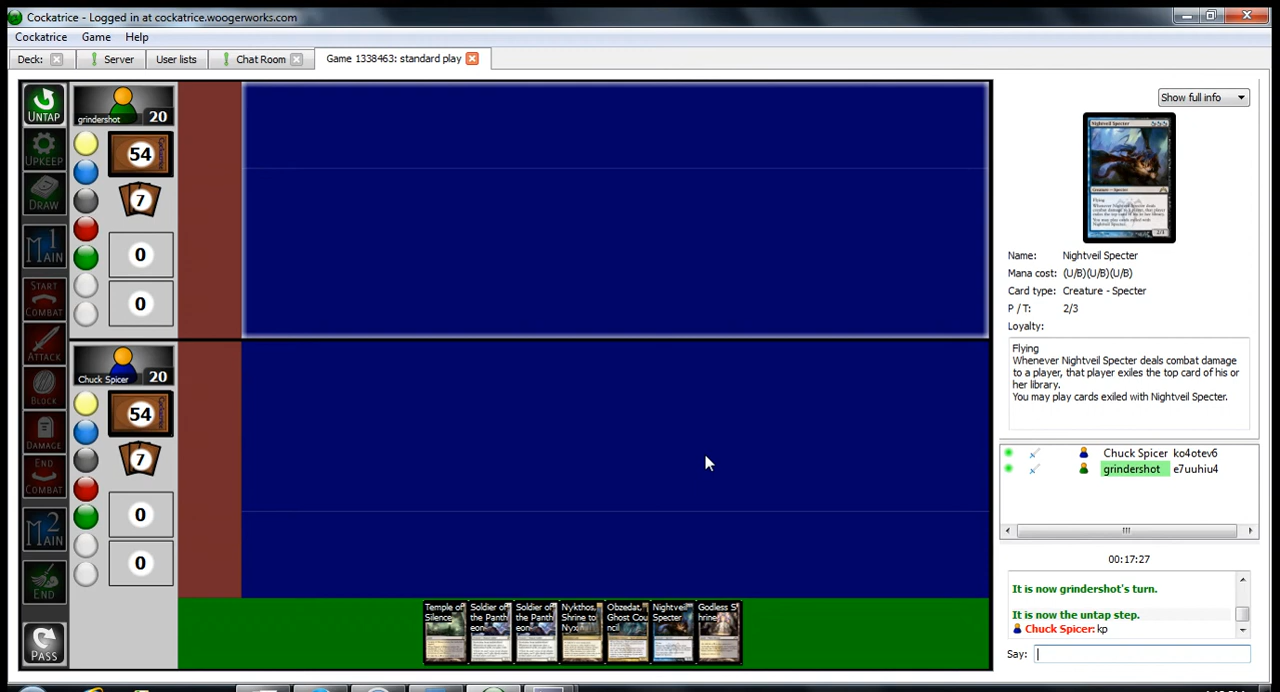 Cockatrice - Logged in at cockatrice.woogerworks.com
Cockatrice Game Help
Deck: Server User lists Chat Room Game 1338463: standard play
Show full info
UNTAP
grindershot 20
54
UPKEEP
7
DRAW
M1 MAIN
0
START COMBAT
0
ATTACK
Chuck Spicer 20
BLOCK
54
DAMAGE
7
END COMBAT
0
M2 MAIN
0
END
PASS
Temple of Silence
Soldier of the Pantheon
Soldier of the Pantheon
Nykthos, Shrine to Nyx
Obzedat, Ghost Council
Nightveil Specter
Godless Shrine
Nightveil Specter
Creature - Specter
Name: Nightveil Specter
Mana cost: (U/B)(U/B)(U/B)
Card type: Creature - Specter
P / T: 2/3
Loyalty:
Flying
Whenever Nightveil Specter deals combat damage
to a player, that player exiles the top card of his or
her library.
You may play cards exiled with Nightveil Specter.
Chuck Spicer ko4otev6
grindershot e7uuhiu4
00:17:27
It is now grindershot's turn.
It is now the untap step.
Chuck Spicer: kp
Say: